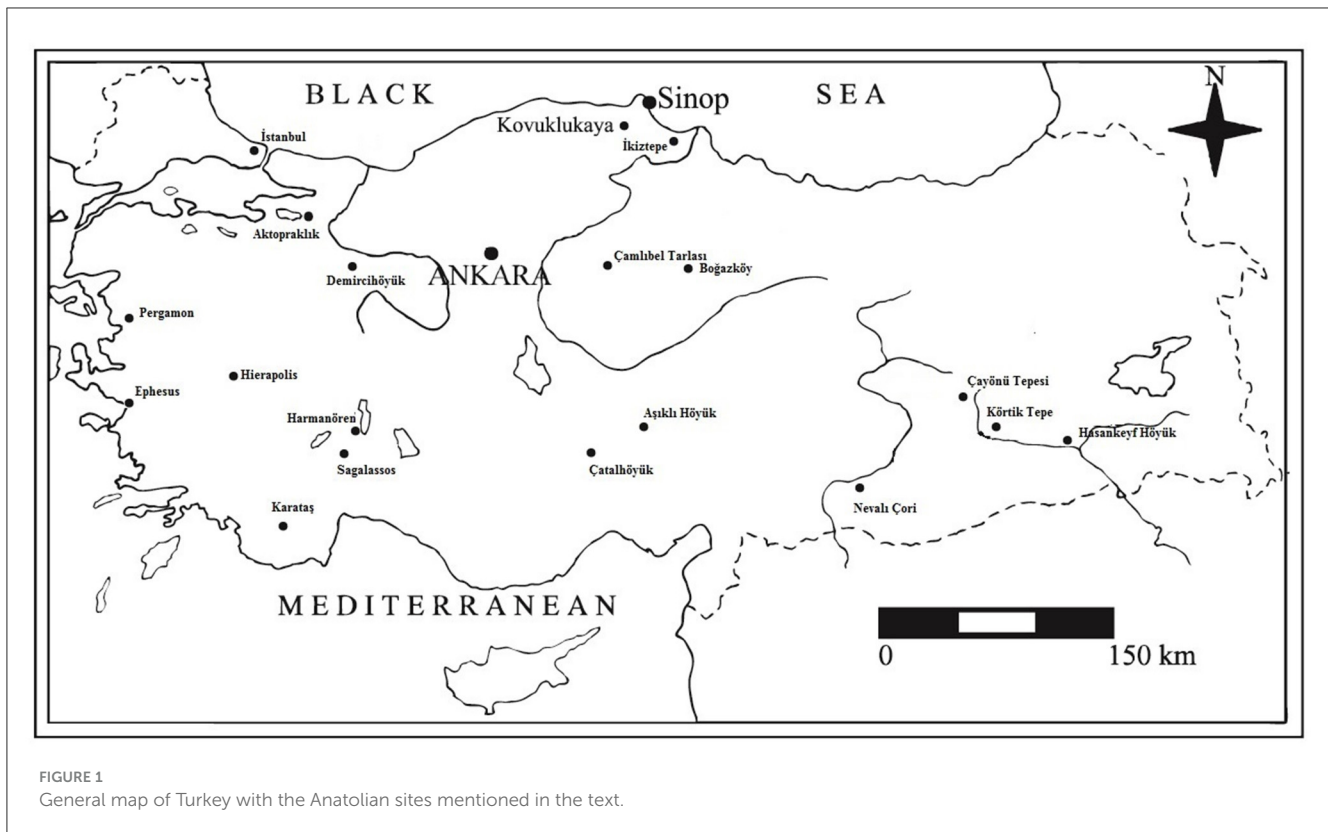 BLACK SEA
N
Sinop
Kovuklukaya
İkiztepe
İstanbul
Aktopraklık
Demircihöyük
ANKARA
Çamlıbel Tarlası
Boğazköy
Pergamon
Hierapolis
Ephesus
Harmanören
Sagalassos
Karataş
Aşıklı Höyük
Çatalhöyük
Çayönü Tepesi
Körtik Tepe
Hasankeyf Höyük
Nevalı Çori
MEDITERRANEAN
0 150 km
FIGURE 1
General map of Turkey with the Anatolian sites mentioned in the text.